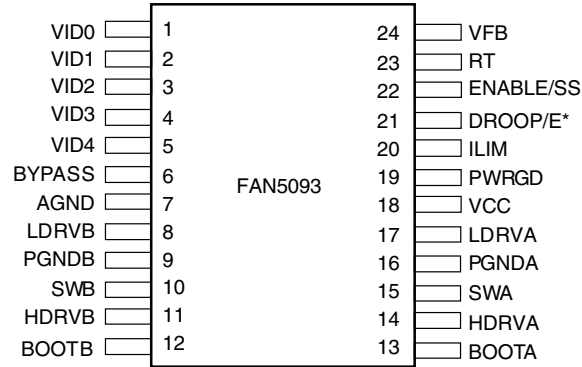 VID0 1 24 VFB
VID1 2 23 RT
VID2 3 22 ENABLE/SS
VID3 4 21 DROOP/E*
VID4 5 20 ILIM
BYPASS 6 19 PWRGD
FAN5093
AGND 7 18 VCC
LDRVB 8 17 LDRVA
PGNDB 9 16 PGNDA
SWB 10 15 SWA
HDRVB 11 14 HDRVA
BOOTB 12 13 BOOTA